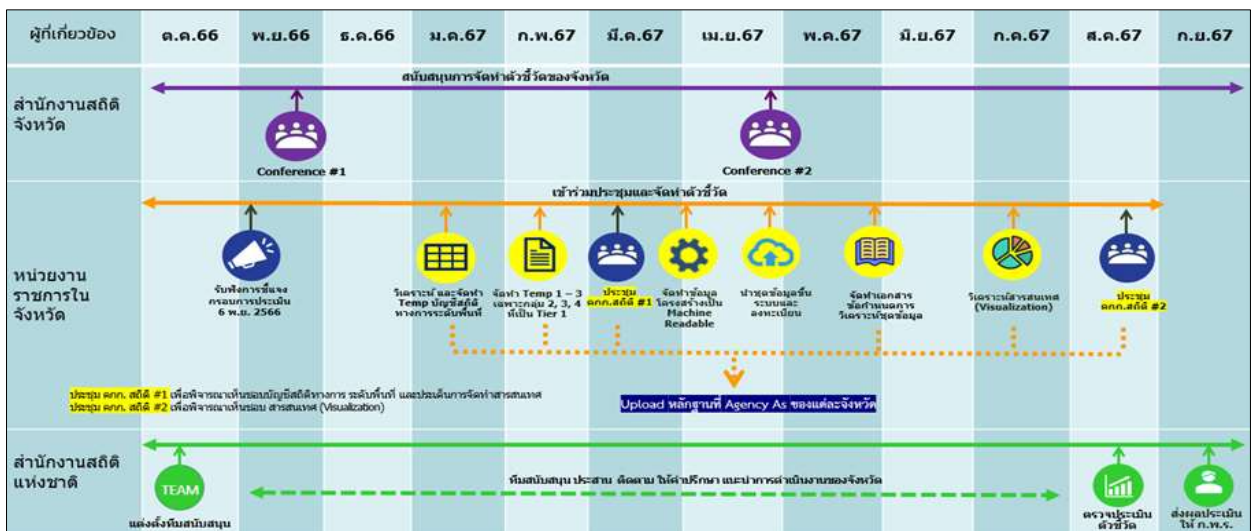 ผู้ที่เกี่ยวข้อง ต.ค.66 พ.ย.66 ธ.ค.66 ม.ค.67 ก.พ.67 มี.ค.67 เม.ย.67 พ.ค.67 มิ.ย.67 ก.ค.67 ส.ค.67 ก.ย.67
สำนักงานสถิติ
จังหวัด
สนับสนุนการจัดทำตัวชี้วัดของจังหวัด
Conference #1
Conference #2
หน่วยงาน
ราชการใน
จังหวัด
เข้าร่วมประชุมและจัดทำตัวชี้วัด
รับฟังการชี้แจง
กรอบการประเมิน
6 พ.ย. 2566
วิเคราะห์ และจัดทำ
Temp บัญชีสถิติ
ทางการระดับพื้นที่
จัดทำ Temp 1 – 3
เฉพาะกลุ่ม 2, 3, 4
ที่เป็น Tier 1
ประชุม
คกก.สถิติ #1
จัดทำข้อมูล
โครงสร้างเป็น
Machine
Readable
นำชุดข้อมูลขึ้น
ระบบและ
ลงทะเบียน
จัดทำเอกสาร
ข้อกำหนดการ
วิเคราะห์ชุดข้อมูล
วิเคราะห์สารสนเทศ
(Visualization)
ประชุม
คกก.สถิติ #2
ประชุม คกก. สถิติ #1 เพื่อพิจารณาเห็นชอบบัญชีสถิติทางการ ระดับพื้นที่ และประเด็นการจัดทำสารสนเทศ
ประชุม คกก. สถิติ #2 เพื่อพิจารณาเห็นชอบ สารสนเทศ (Visualization)
Upload หลักฐานที่ Agency As ของแต่ละจังหวัด
สำนักงานสถิติ
แห่งชาติ
TEAM
แต่งตั้งทีมสนับสนุน
ทีมสนับสนุน ประสาน ติดตาม ให้คำปรึกษา แนะนำการดำเนินงานของจังหวัด
ตรวจประเมิน
ตัวชี้วัด
ส่งผลประเมิน
ให้ ก.พ.ร.